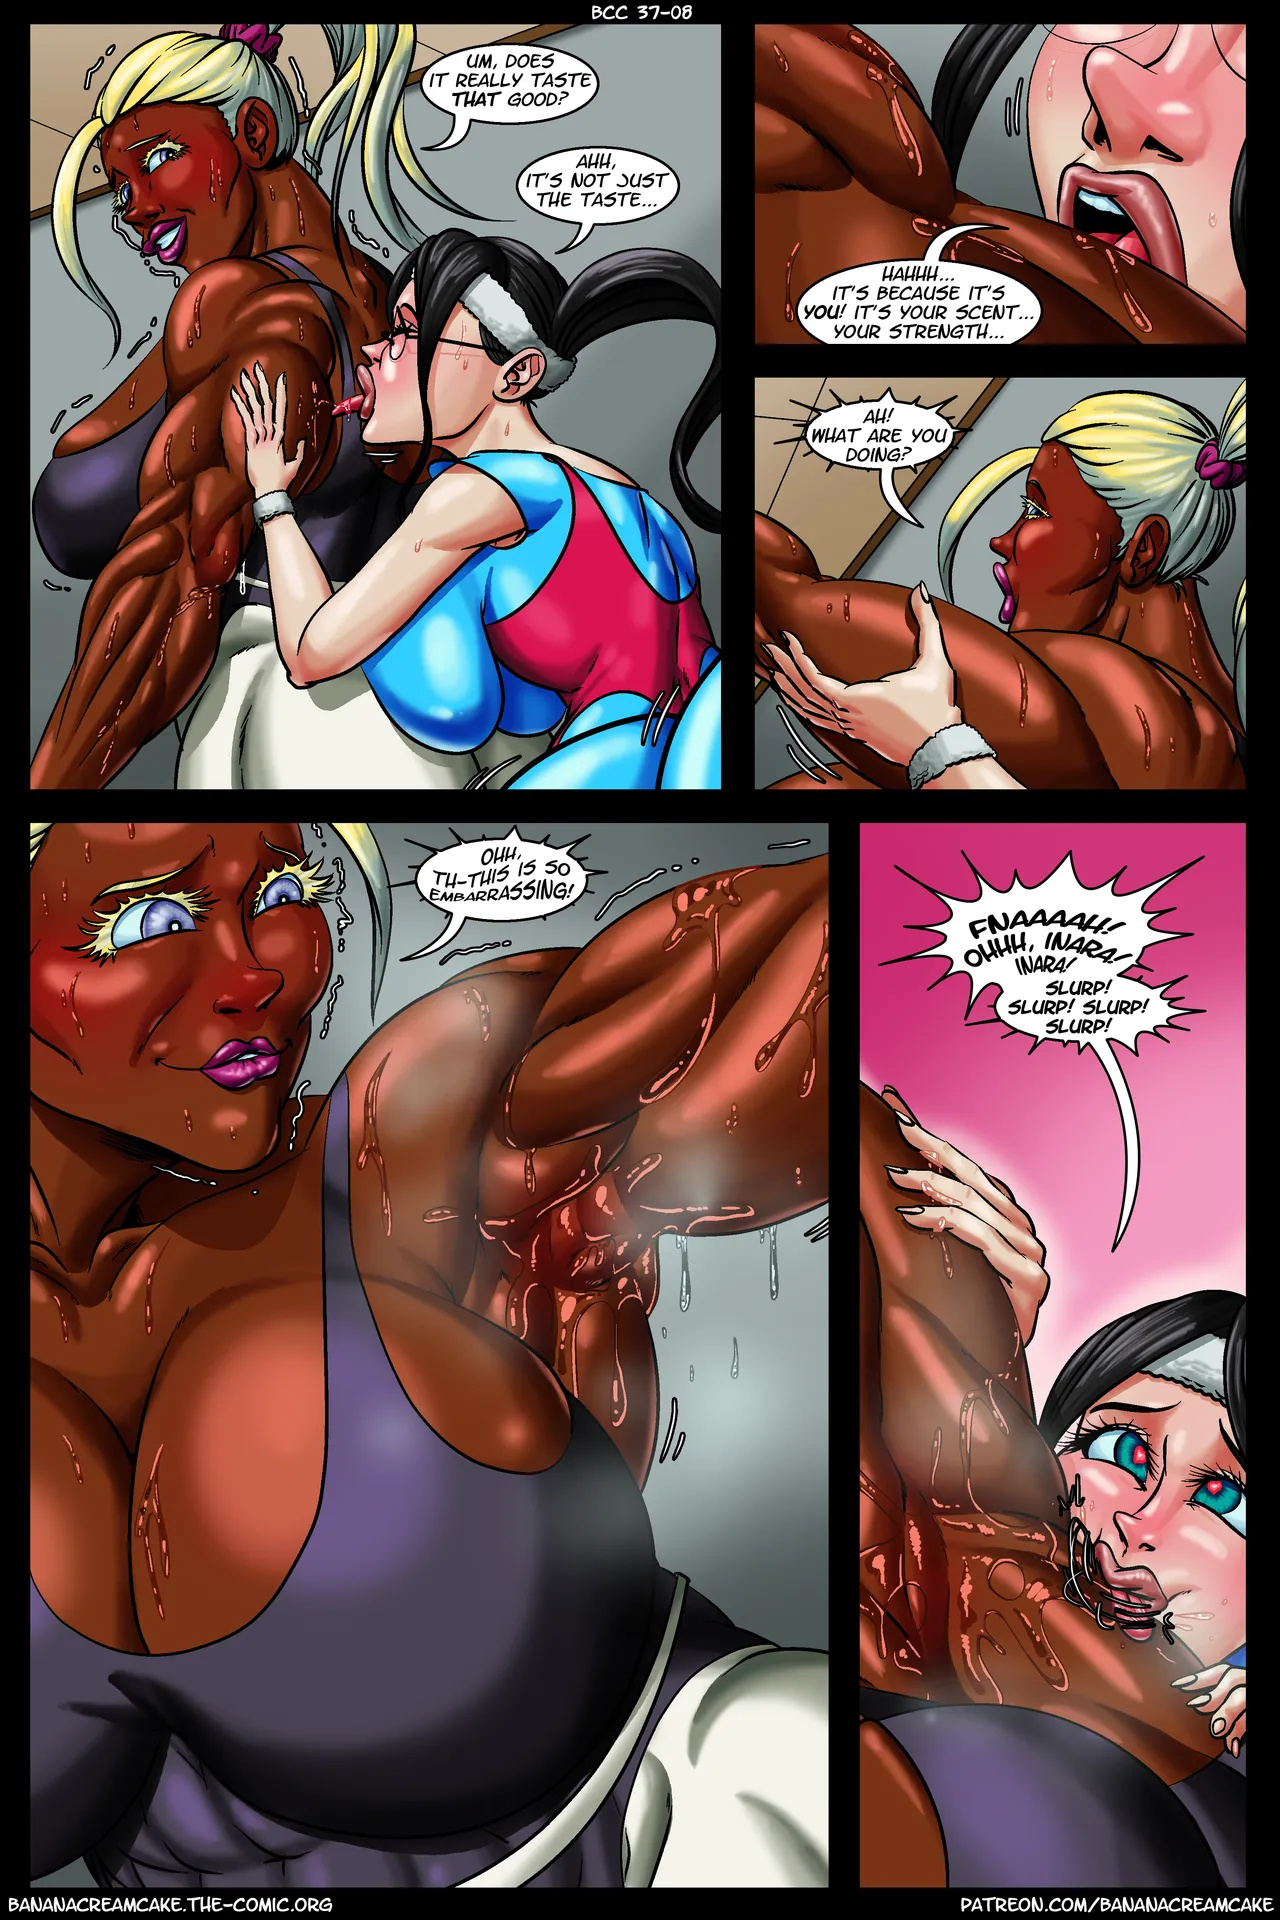 BCC 37-08
UM, DOES
IT REALLY TASTE
THAT GOOD?
AHH,
IT'S NOT JUST
THE TASTE...
HAHHH...
IT'S BECAUSE IT'S
YOU! IT'S YOUR SCENT...
YOUR STRENGTH...
AH!
WHAT ARE YOU
DOING?
OHH,
TH-THIS IS SO
EMBARRASSING!
FNAAAAH!
OHHH, INARA!
INARA!
SLURP!
SLURP! SLURP!
SLURP!
BANANACREAMCAKE.THE-COMIC.ORG
PATREON.COM/BANANACREAMCAKE